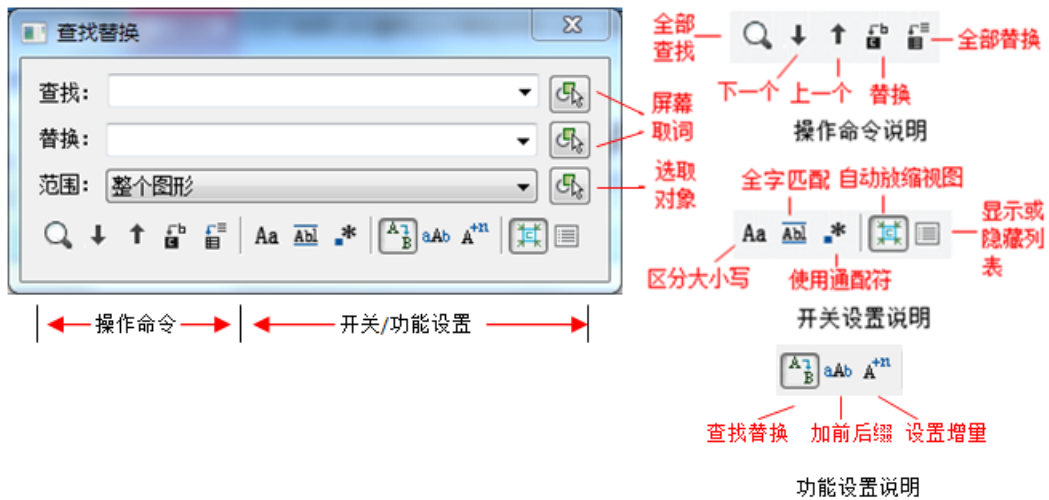 查找替换
查找：
替换：
范围：
整个图形
Aa Abl .* A B aAb A+n
操作命令
开关/功能设置
屏幕
取词
选取
对象
全部
查找
全部替换
下一个 上一个 替换
操作命令说明
全字匹配 自动放缩视图
Aa Abl .*
显示或
隐藏列
表
区分大小写
使用通配符
开关设置说明
A B aAb A+n
查找替换 加前后缀 设置增量
功能设置说明